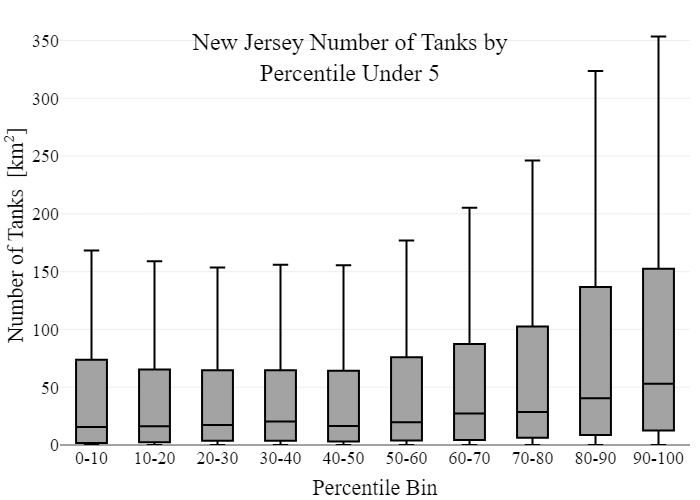 New Jersey Number of Tanks by
Percentile Under 5
Number of Tanks [km²]
350
300
250
200
150
100
50
0
0-10 10-20 20-30 30-40 40-50 50-60 60-70 70-80 80-90 90-100
Percentile Bin